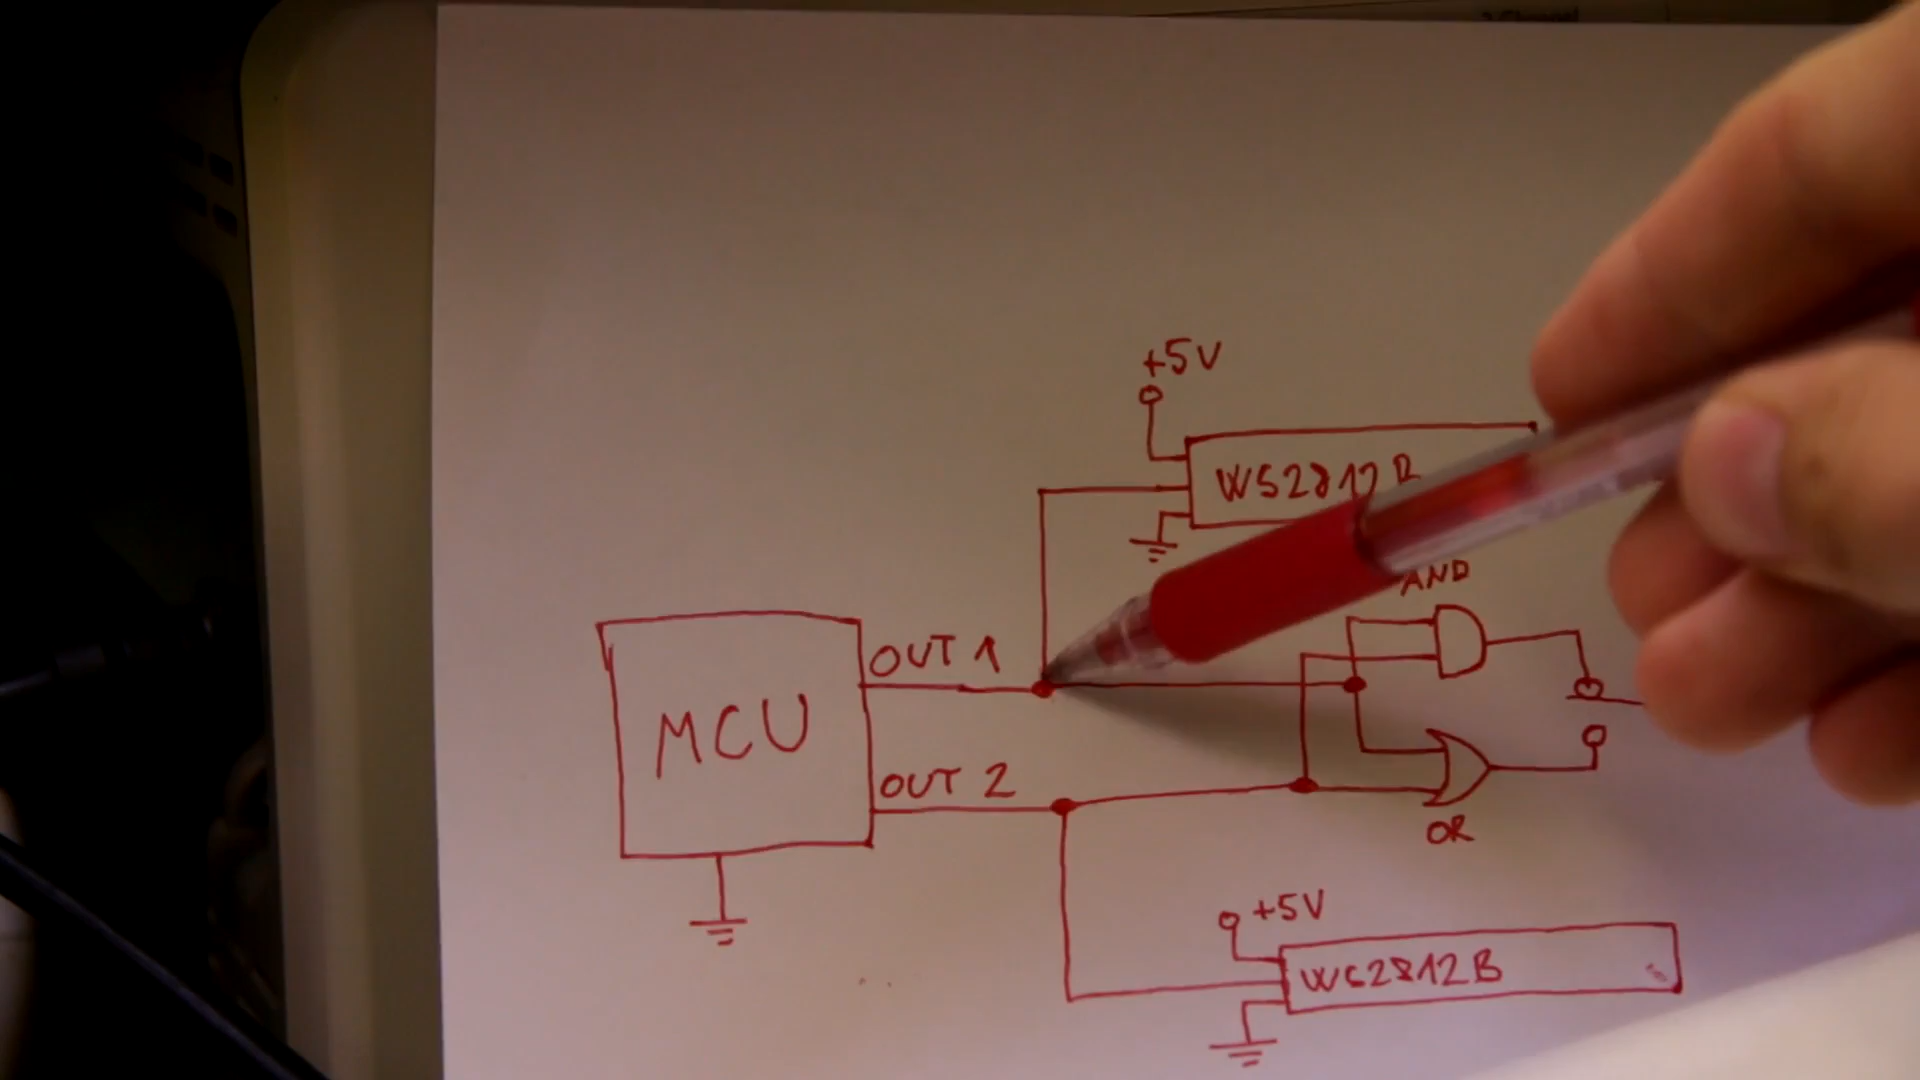 +5V
WS2812B
AND
OUT 1
MCU
OUT 2
OR
+5V
WS2812B